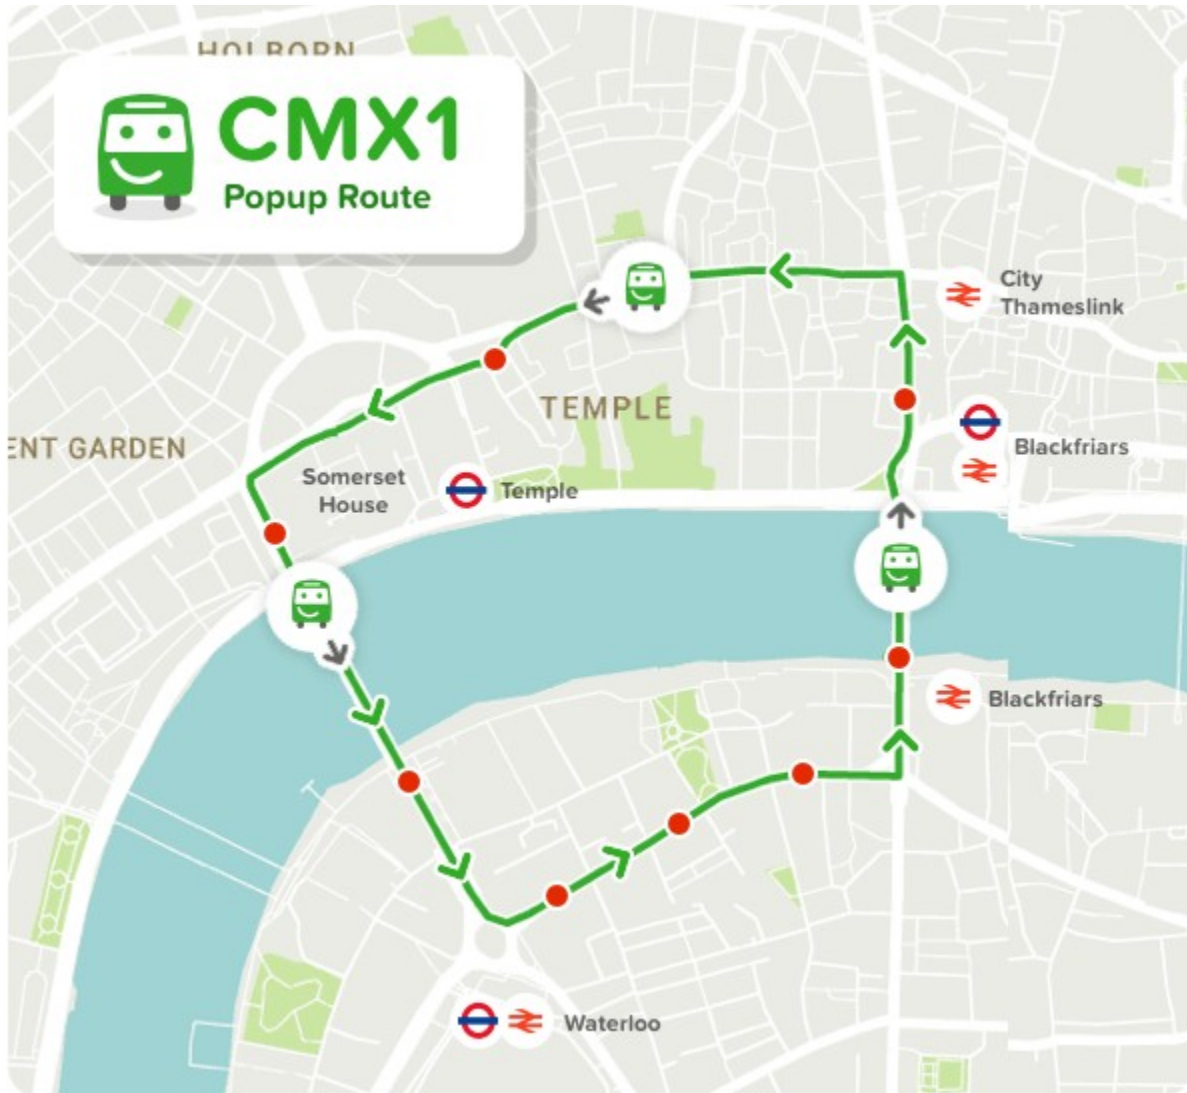 HOLBORN
CMX1
Popup Route
City
Thameslink
TEMPLE
ENT GARDEN
Blackfriars
Somerset
House
Temple
Blackfriars
Waterloo